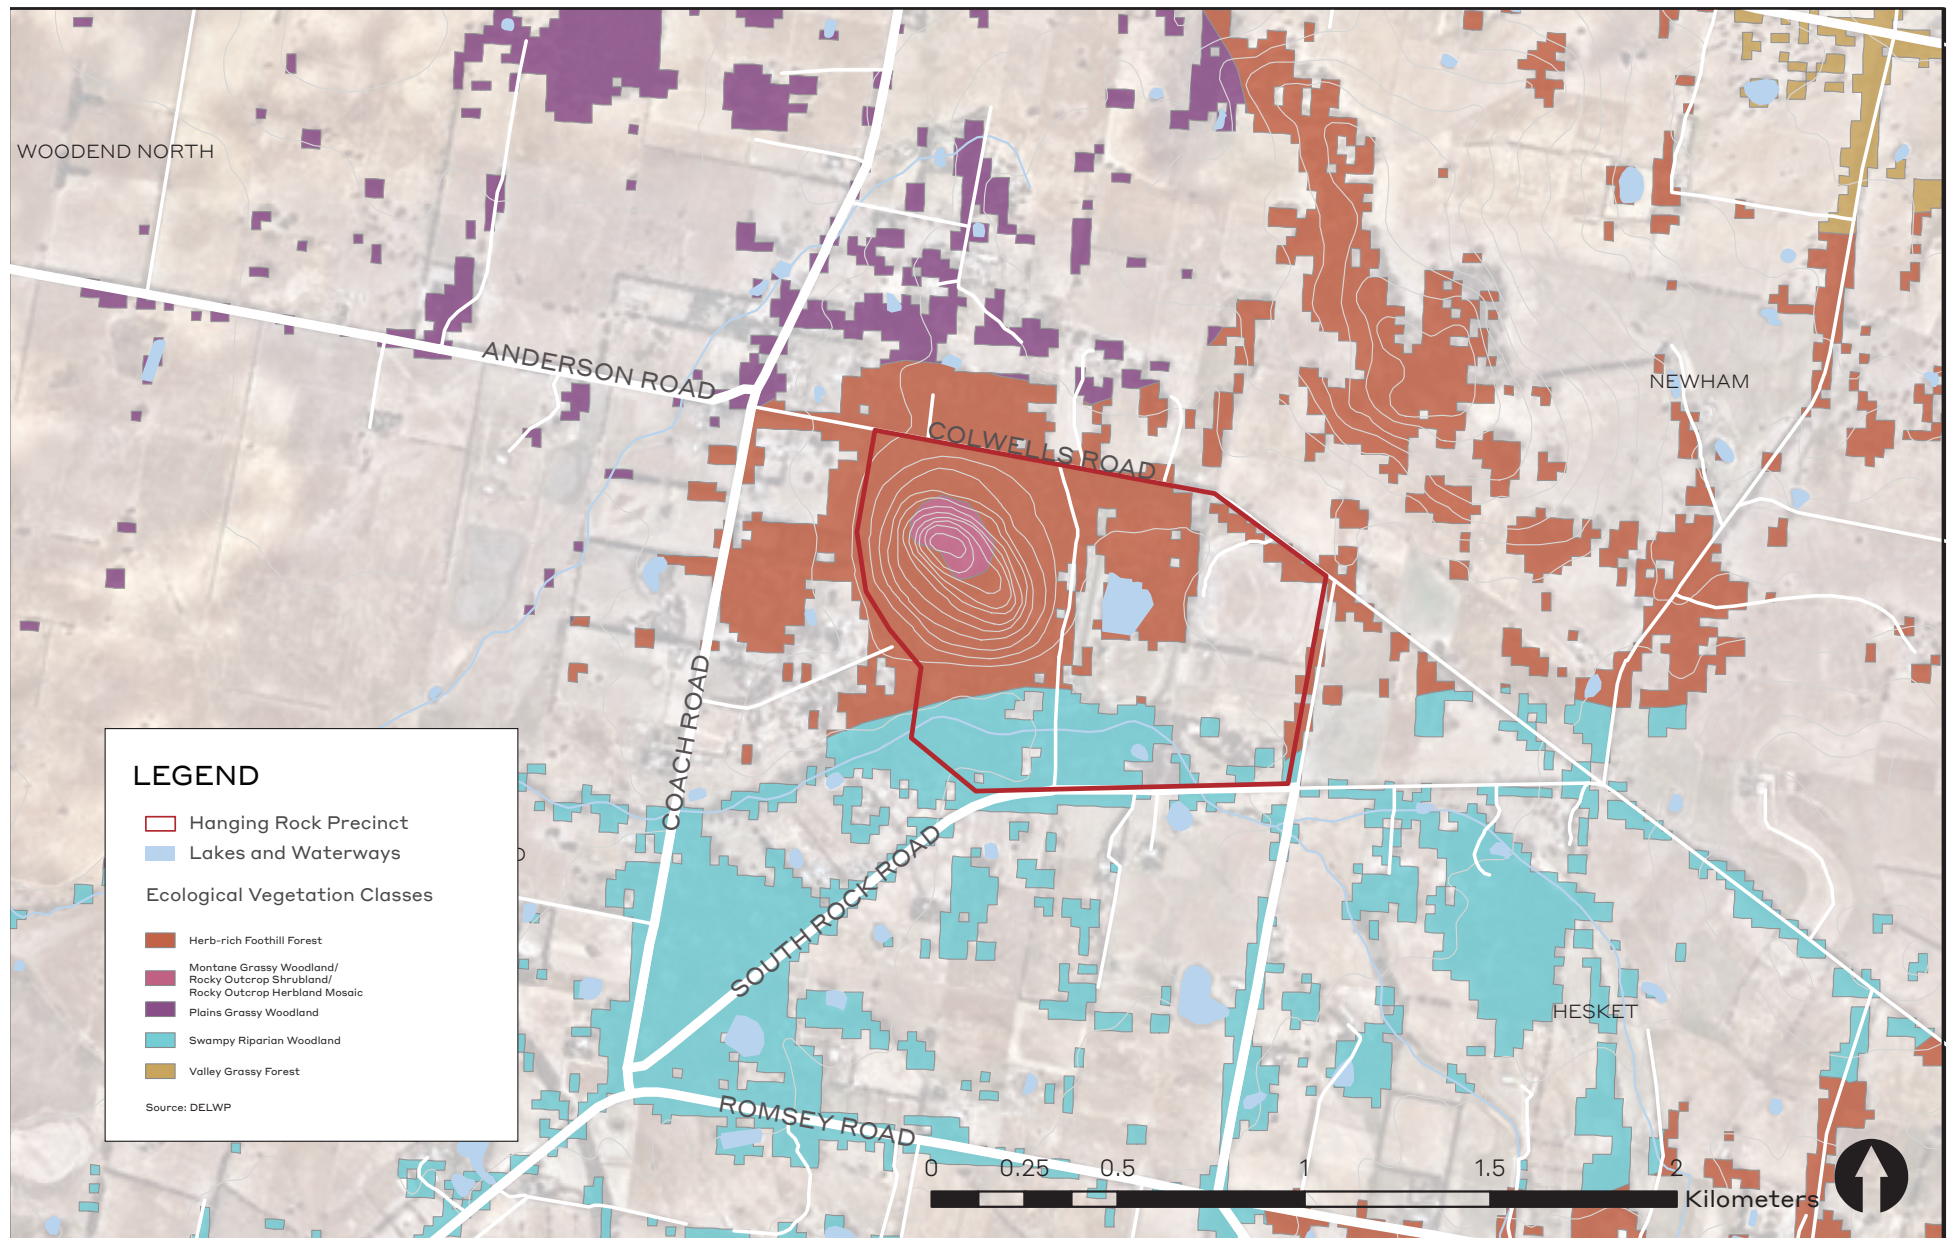 WOODEND NORTH
ANDERSON ROAD
NEWHAM
COLWELLS ROAD
COACH ROAD
LEGEND
Hanging Rock Precinct
Lakes and Waterways
Ecological Vegetation Classes
Herb-rich Foothill Forest
Montane Grassy Woodland/
Rocky Outcrop Shrubland/
Rocky Outcrop Herbland Mosaic
Plains Grassy Woodland
Swampy Riparian Woodland
Valley Grassy Forest
Source: DELWP
D
SOUTH ROCK ROAD
HESKET
ROMSEY ROAD
0 0.25 0.5 1 1.5 2
Kilometers